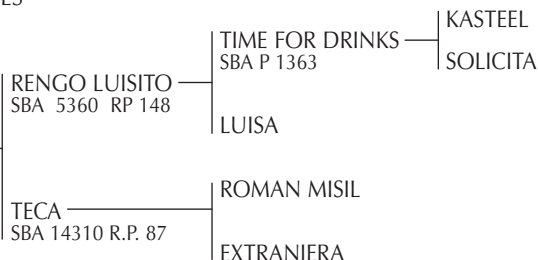 KASTEEL
TIME FOR DRINKS
SBA P 1363
SOLICITA
RENGO LUISITO
SBA 5360 RP 148
LUISA
ROMAN MISIL
TECA
SBA 14310 R.P. 87
EXTRANJERA